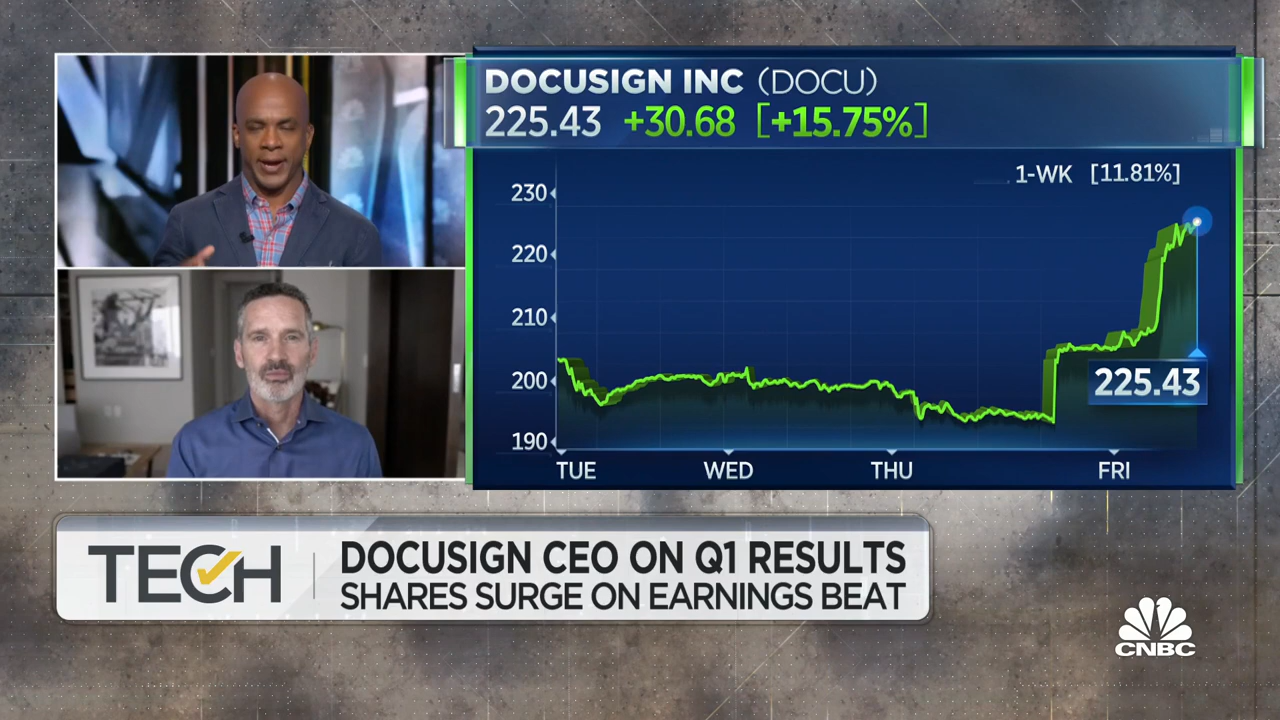 DOCUSIGN INC (DOCU)
225.43 +30.68 [+15.75%]
1-WK [11.81%]
230
220
210
200
190
225.43
TUE WED THU FRI
TECH
DOCUSIGN CEO ON Q1 RESULTS
SHARES SURGE ON EARNINGS BEAT
CNBC